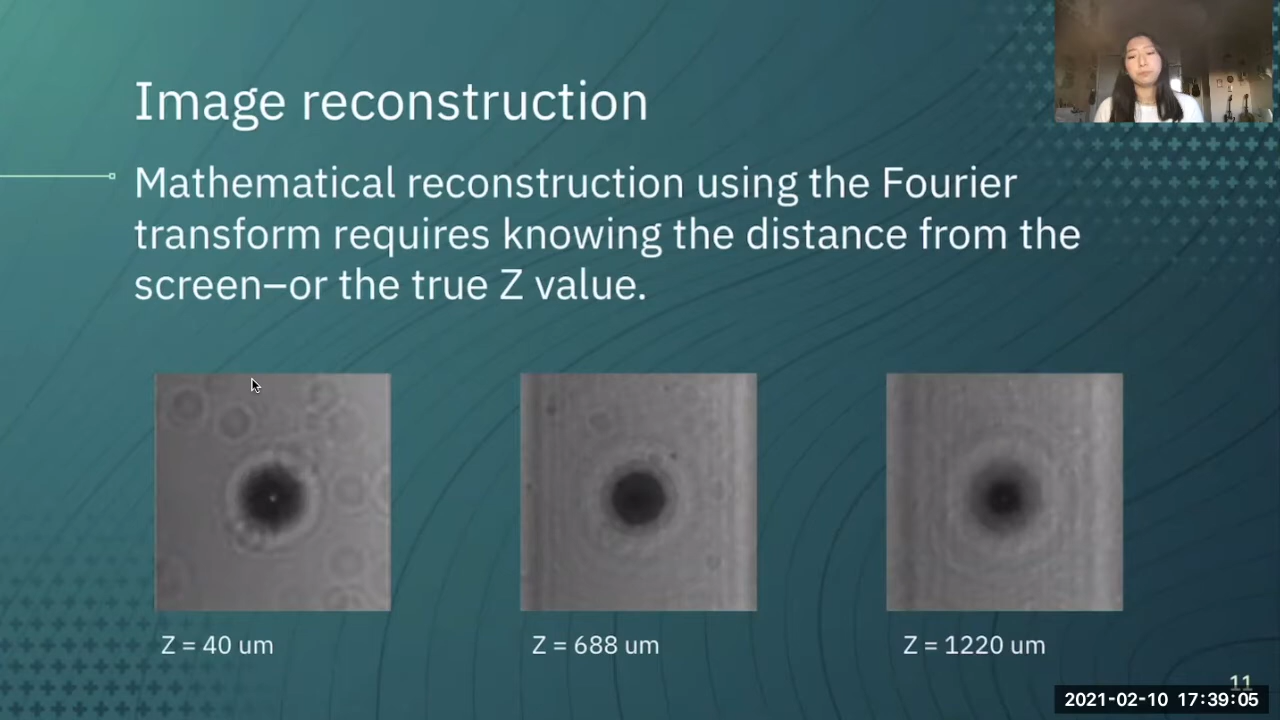 Image reconstruction
Mathematical reconstruction using the Fourier
transform requires knowing the distance from the
screen—or the true Z value.
Z = 40 um
Z = 688 um
Z = 1220 um
11
2021-02-10 17:39:05